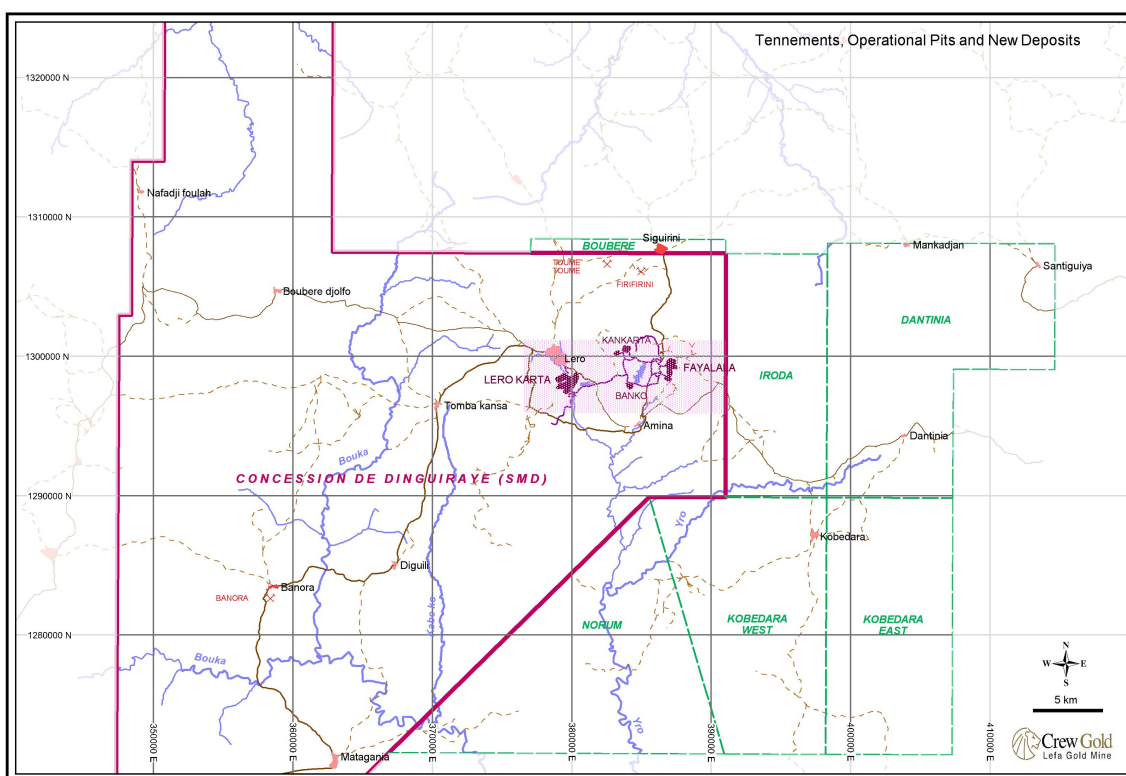 Tennements, Operational Pits and New Deposits
1320000 N
Nafadji foulah
1310000 N
Siguirini
BOUBERE
Mankadjan
TOUME
TOUME
Santiguiya
FIRIFIRINI
Boubere djolfo
DANTINIA
KANKARTA
1300000 N
Lero
FAYALALA
LERO KARTA
IRODA
BANKO
Tomba kansa
Amina
Dantinia
Bouka
CONCESSION DE DINGUIRAYE (SMD)
1290000 N
Yro
Kobedara
Diguili
Banora
BANORA
Kabo ko
NORUM
KOBEDARA
WEST
KOBEDARA
EAST
1280000 N
Bouka
N
W E
S
5 km
Yro
350000 E
360000 E
370000 E
380000 E
390000 E
400000 E
410000 E
Matagania
Crew Gold
Lefa Gold Mine